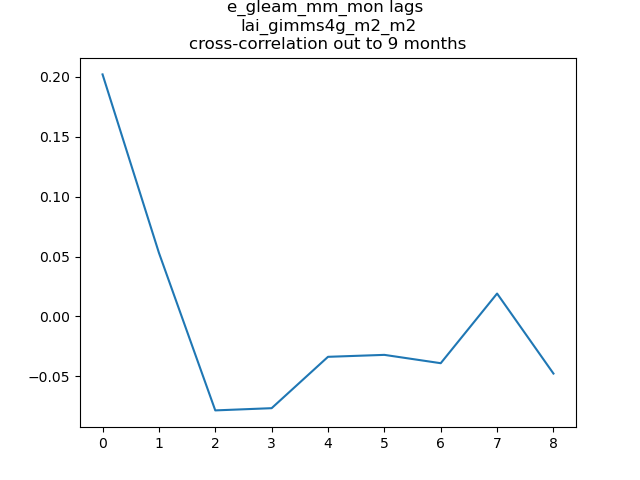 e_gleam_mm_mon lags
lai_gimms4g_m2_m2
cross-correlation out to 9 months
0.20
0.15
0.10
0.05
0.00
−0.05
0 1 2 3 4 5 6 7 8